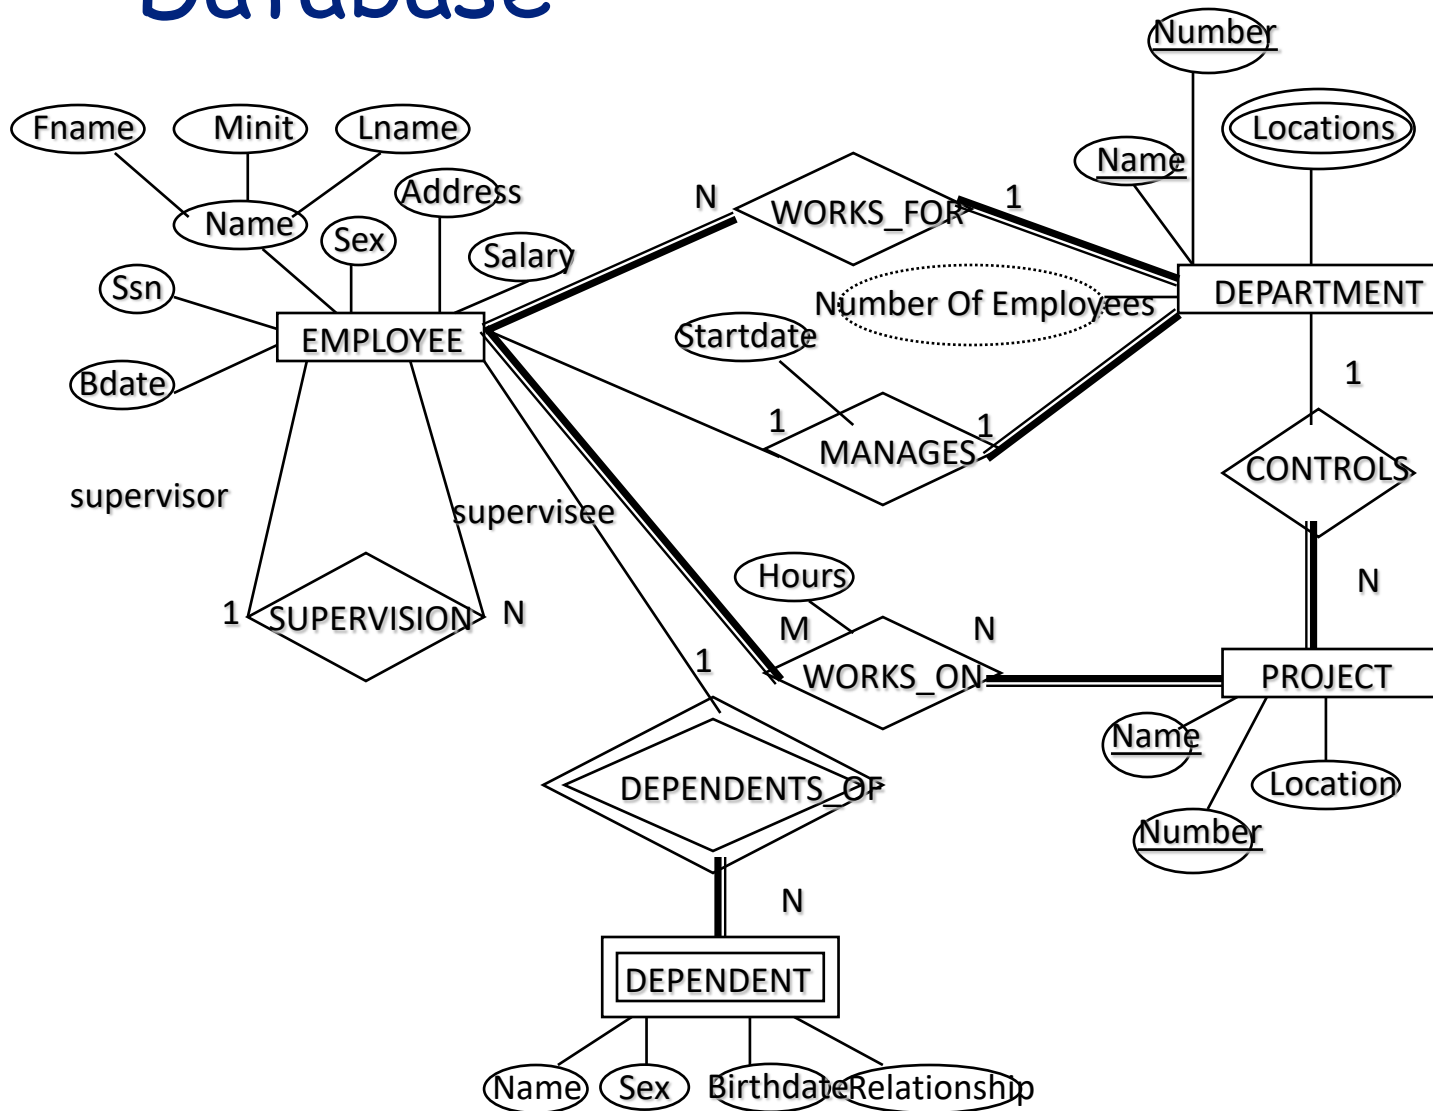 Database
Number
Fname
Minit
Lname
Locations
Name
Address
N
WORKS_FOR
1
Name
Sex
Salary
Ssn
Number Of Employees
DEPARTMENT
EMPLOYEE
Startdate
Bdate
1
1
1
MANAGES
CONTROLS
supervisor
supervisee
Hours
N
1
SUPERVISION
N
M
N
1
WORKS_ON
PROJECT
Name
DEPENDENTS_OF
Location
Number
N
DEPENDENT
Name
Sex
Birthdate
Relationship